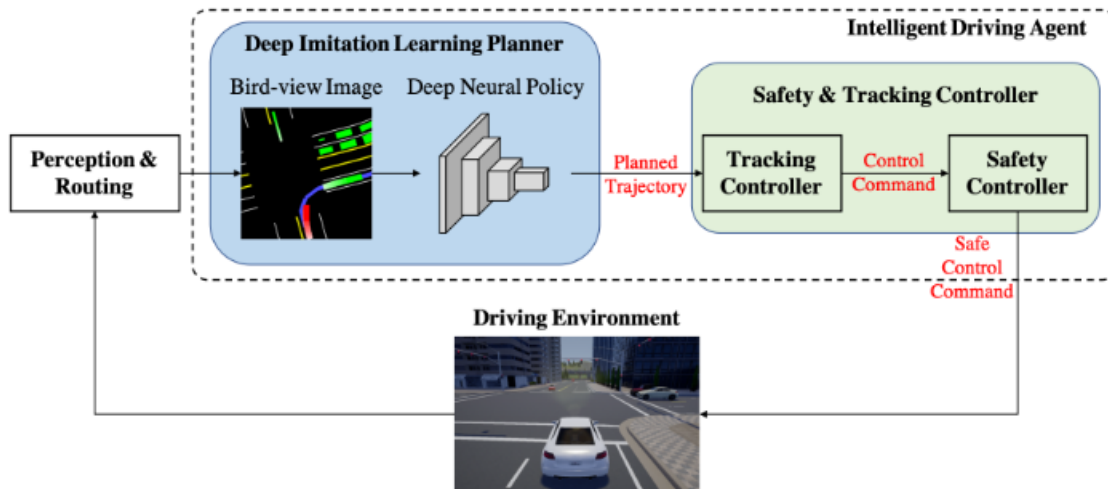 Intelligent Driving Agent
Deep Imitation Learning Planner
Bird-view Image
Deep Neural Policy
Safety & Tracking Controller
Perception &
Routing
Planned
Trajectory
Tracking
Controller
Control
Command
Safety
Controller
Safe
Control
Command
Driving Environment